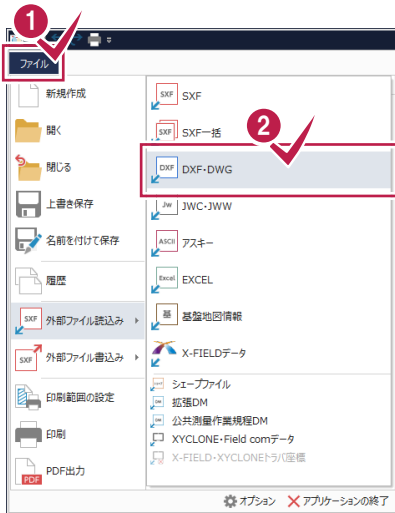 1
ファイル
新規作成
開く
閉じる
上書き保存
名前を付けて保存
履歴
SXF 外部ファイル読込み
SXF 外部ファイル書込み
印刷範囲の設定
印刷
PDF PDF出力
SXF SXF
SXF SXF一括
2
DXF DXF・DWG
Jw JWC・JWW
ASCII アスキー
Excel EXCEL
基 基盤地図情報
X-FIELDデータ
シェープファイル
DM 拡張DM
DM 公共測量作業規程DM
XYCLONE・Field comデータ
X-FIELD・XYCLONEトラバ座標
オプション
アプリケーションの終了